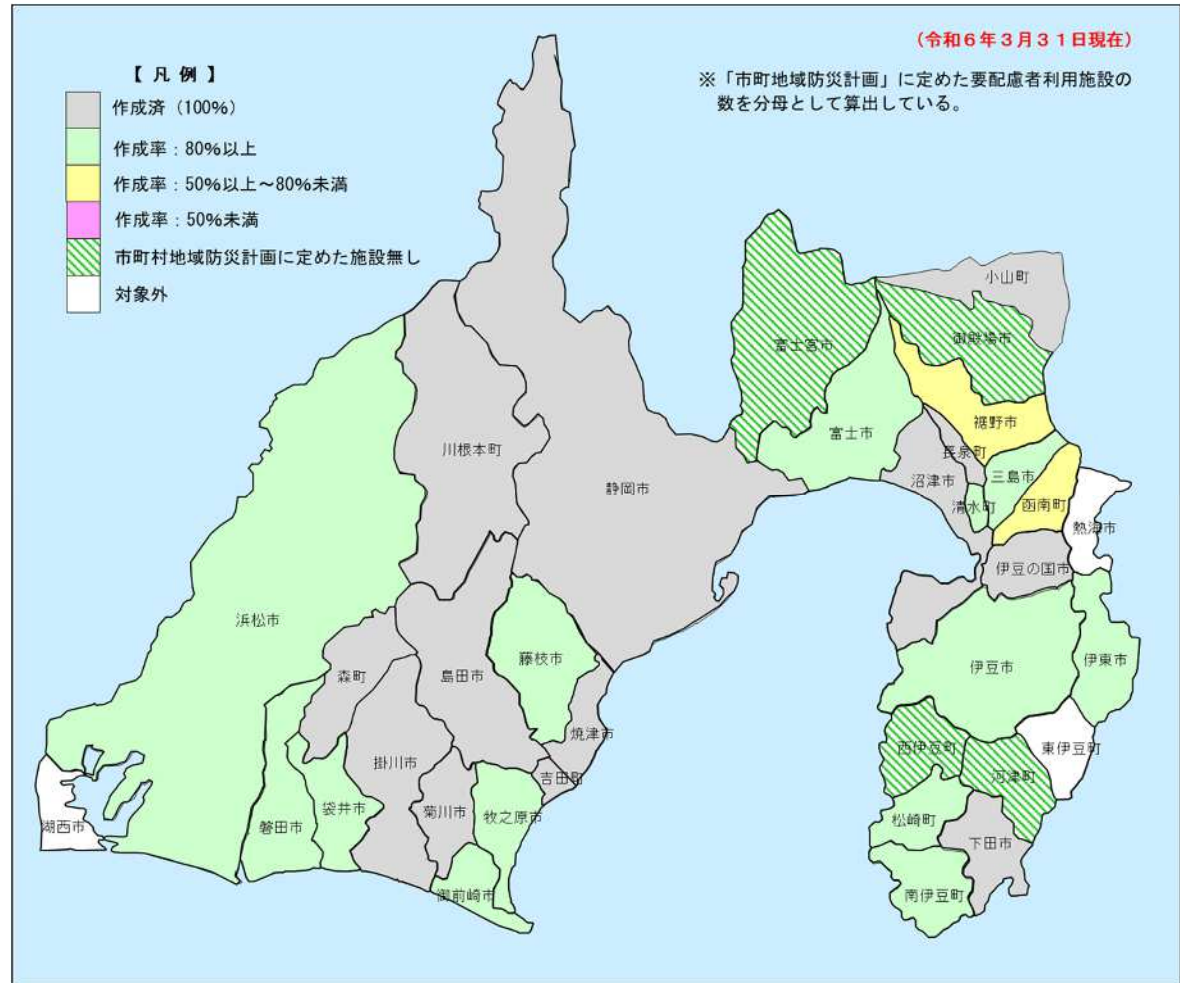 (令和6年3月31日現在)
※「市町地域防災計画」に定めた要配慮者利用施設の
数を分母として算出している。
【 凡 例 】
作成済(100%)
作成率:80%以上
作成率:50%以上～80%未満
作成率:50%未満
市町村地域防災計画に定めた施設無し
対象外
小山町
富士宮市
御殿場市
裾野市
富士市
川根本町
長泉町
沼津市
三島市
静岡市
清水町
函南町
熱海市
伊豆の国市
浜松市
藤枝市
伊豆市
伊東市
森町
島田市
焼津市
西伊豆町
東伊豆町
掛川市
吉田町
河津町
湖西市
磐田市
袋井市
菊川市
牧之原市
松崎町
下田市
御前崎市
南伊豆町